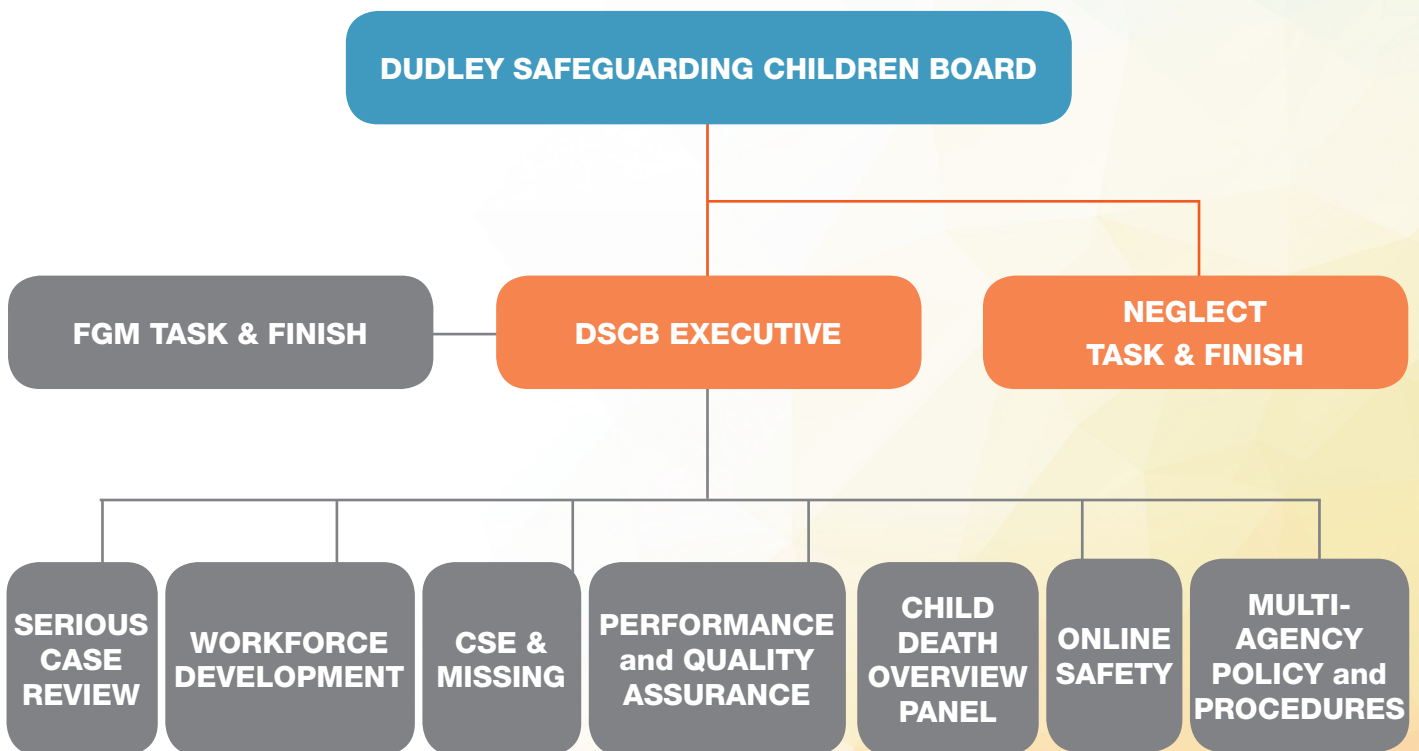 DUDLEY SAFEGUARDING CHILDREN BOARD
FGM TASK & FINISH
DSCB EXECUTIVE
NEGLECT
TASK & FINISH
SERIOUS
CASE
REVIEW
WORKFORCE
DEVELOPMENT
CSE &
MISSING
PERFORMANCE
and QUALITY
ASSURANCE
CHILD
DEATH
OVERVIEW
PANEL
ONLINE
SAFETY
MULTI-
AGENCY
POLICY and
PROCEDURES